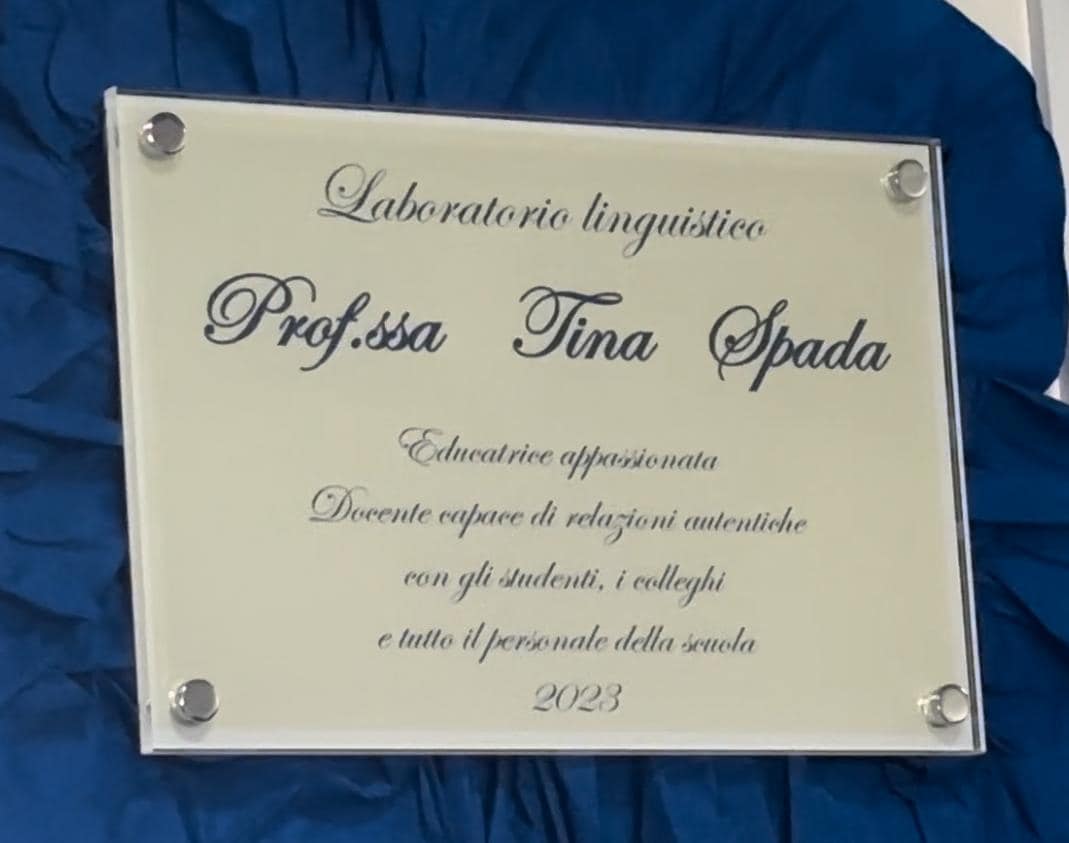 Laboratorio linguistico
Prof.ssa Tina Spada
Educatrice appassionata
Docente capace di relazioni autentiche
con gli studenti, i colleghi
e tutto il personale della scuola
2023